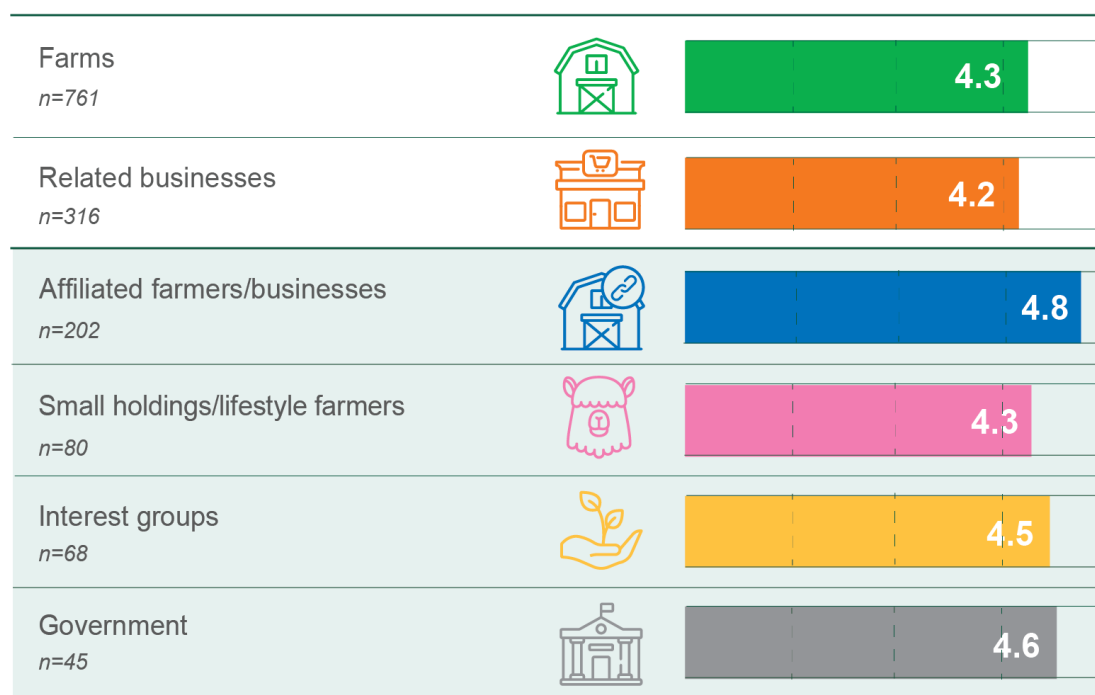 Farms
n=761
4.3
Related businesses
n=316
4.2
Affiliated farmers/businesses
n=202
4.8
Small holdings/lifestyle farmers
n=80
4.3
Interest groups
n=68
4.5
Government
n=45
4.6